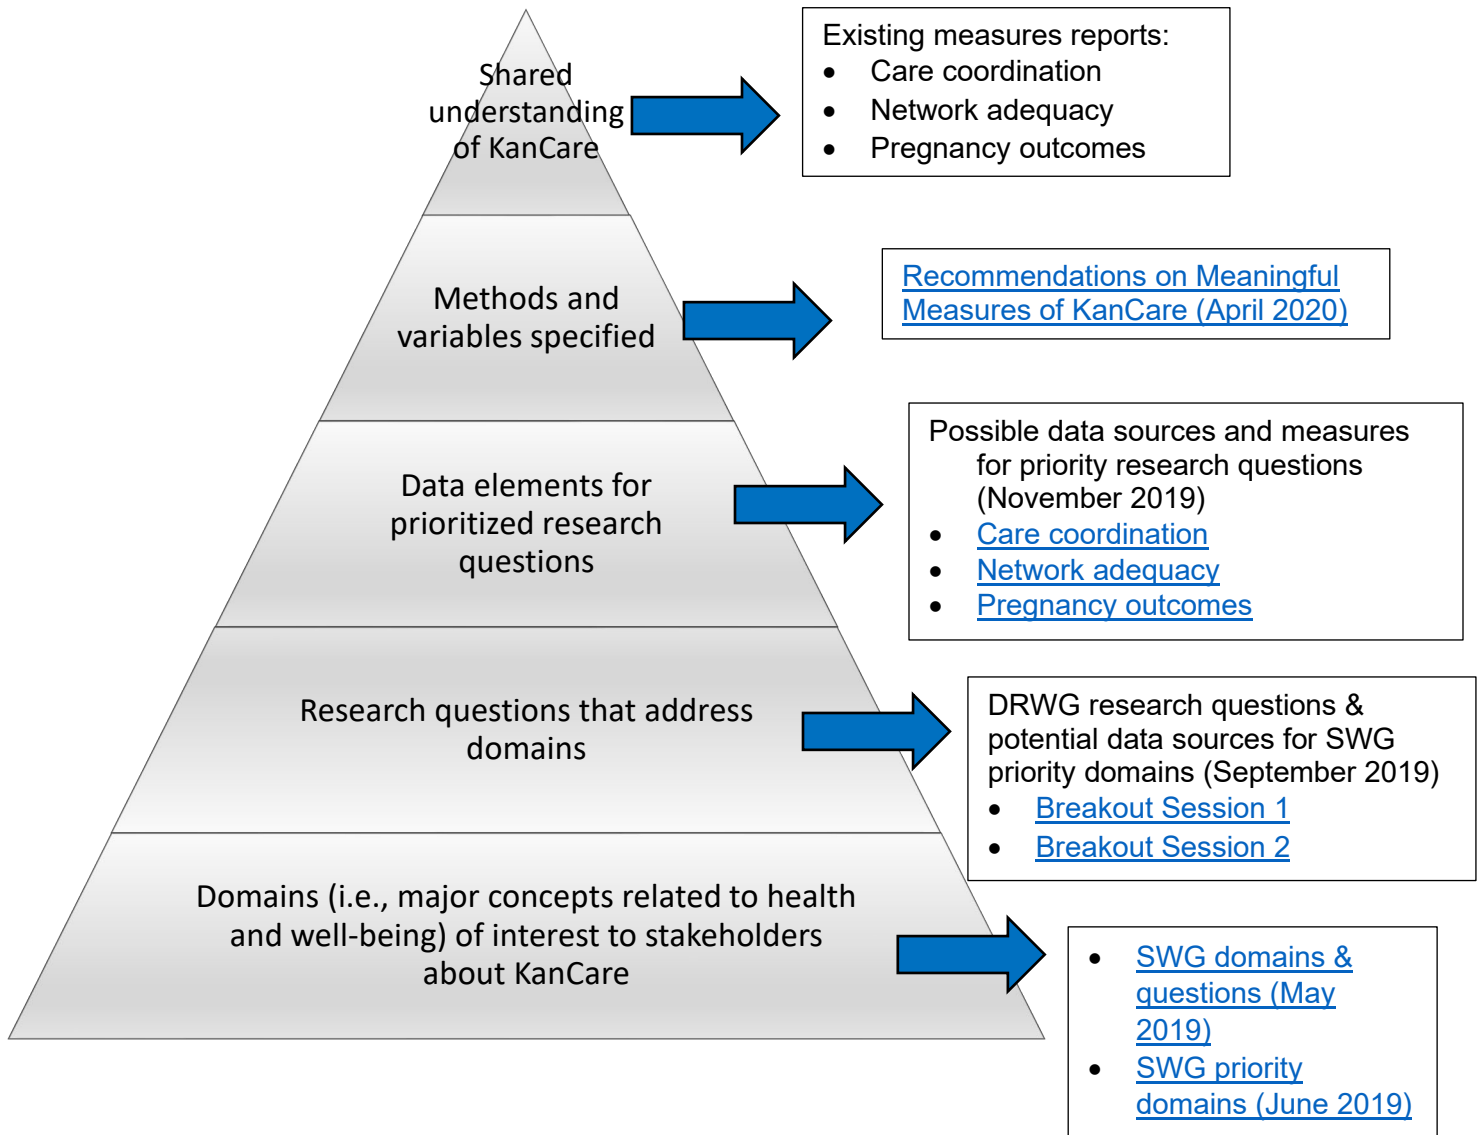 Shared
understanding
of KanCare
Existing measures reports:
• Care coordination
• Network adequacy
• Pregnancy outcomes
Methods and
variables specified
Recommendations on Meaningful
Measures of KanCare (April 2020)
Data elements for
prioritized research
questions
Possible data sources and measures
for priority research questions
(November 2019)
• Care coordination
• Network adequacy
• Pregnancy outcomes
Research questions that address
domains
DRWG research questions &
potential data sources for SWG
priority domains (September 2019)
• Breakout Session 1
• Breakout Session 2
Domains (i.e., major concepts related to health
and well-being) of interest to stakeholders
about KanCare
• SWG domains &
questions (May
2019)
• SWG priority
domains (June 2019)